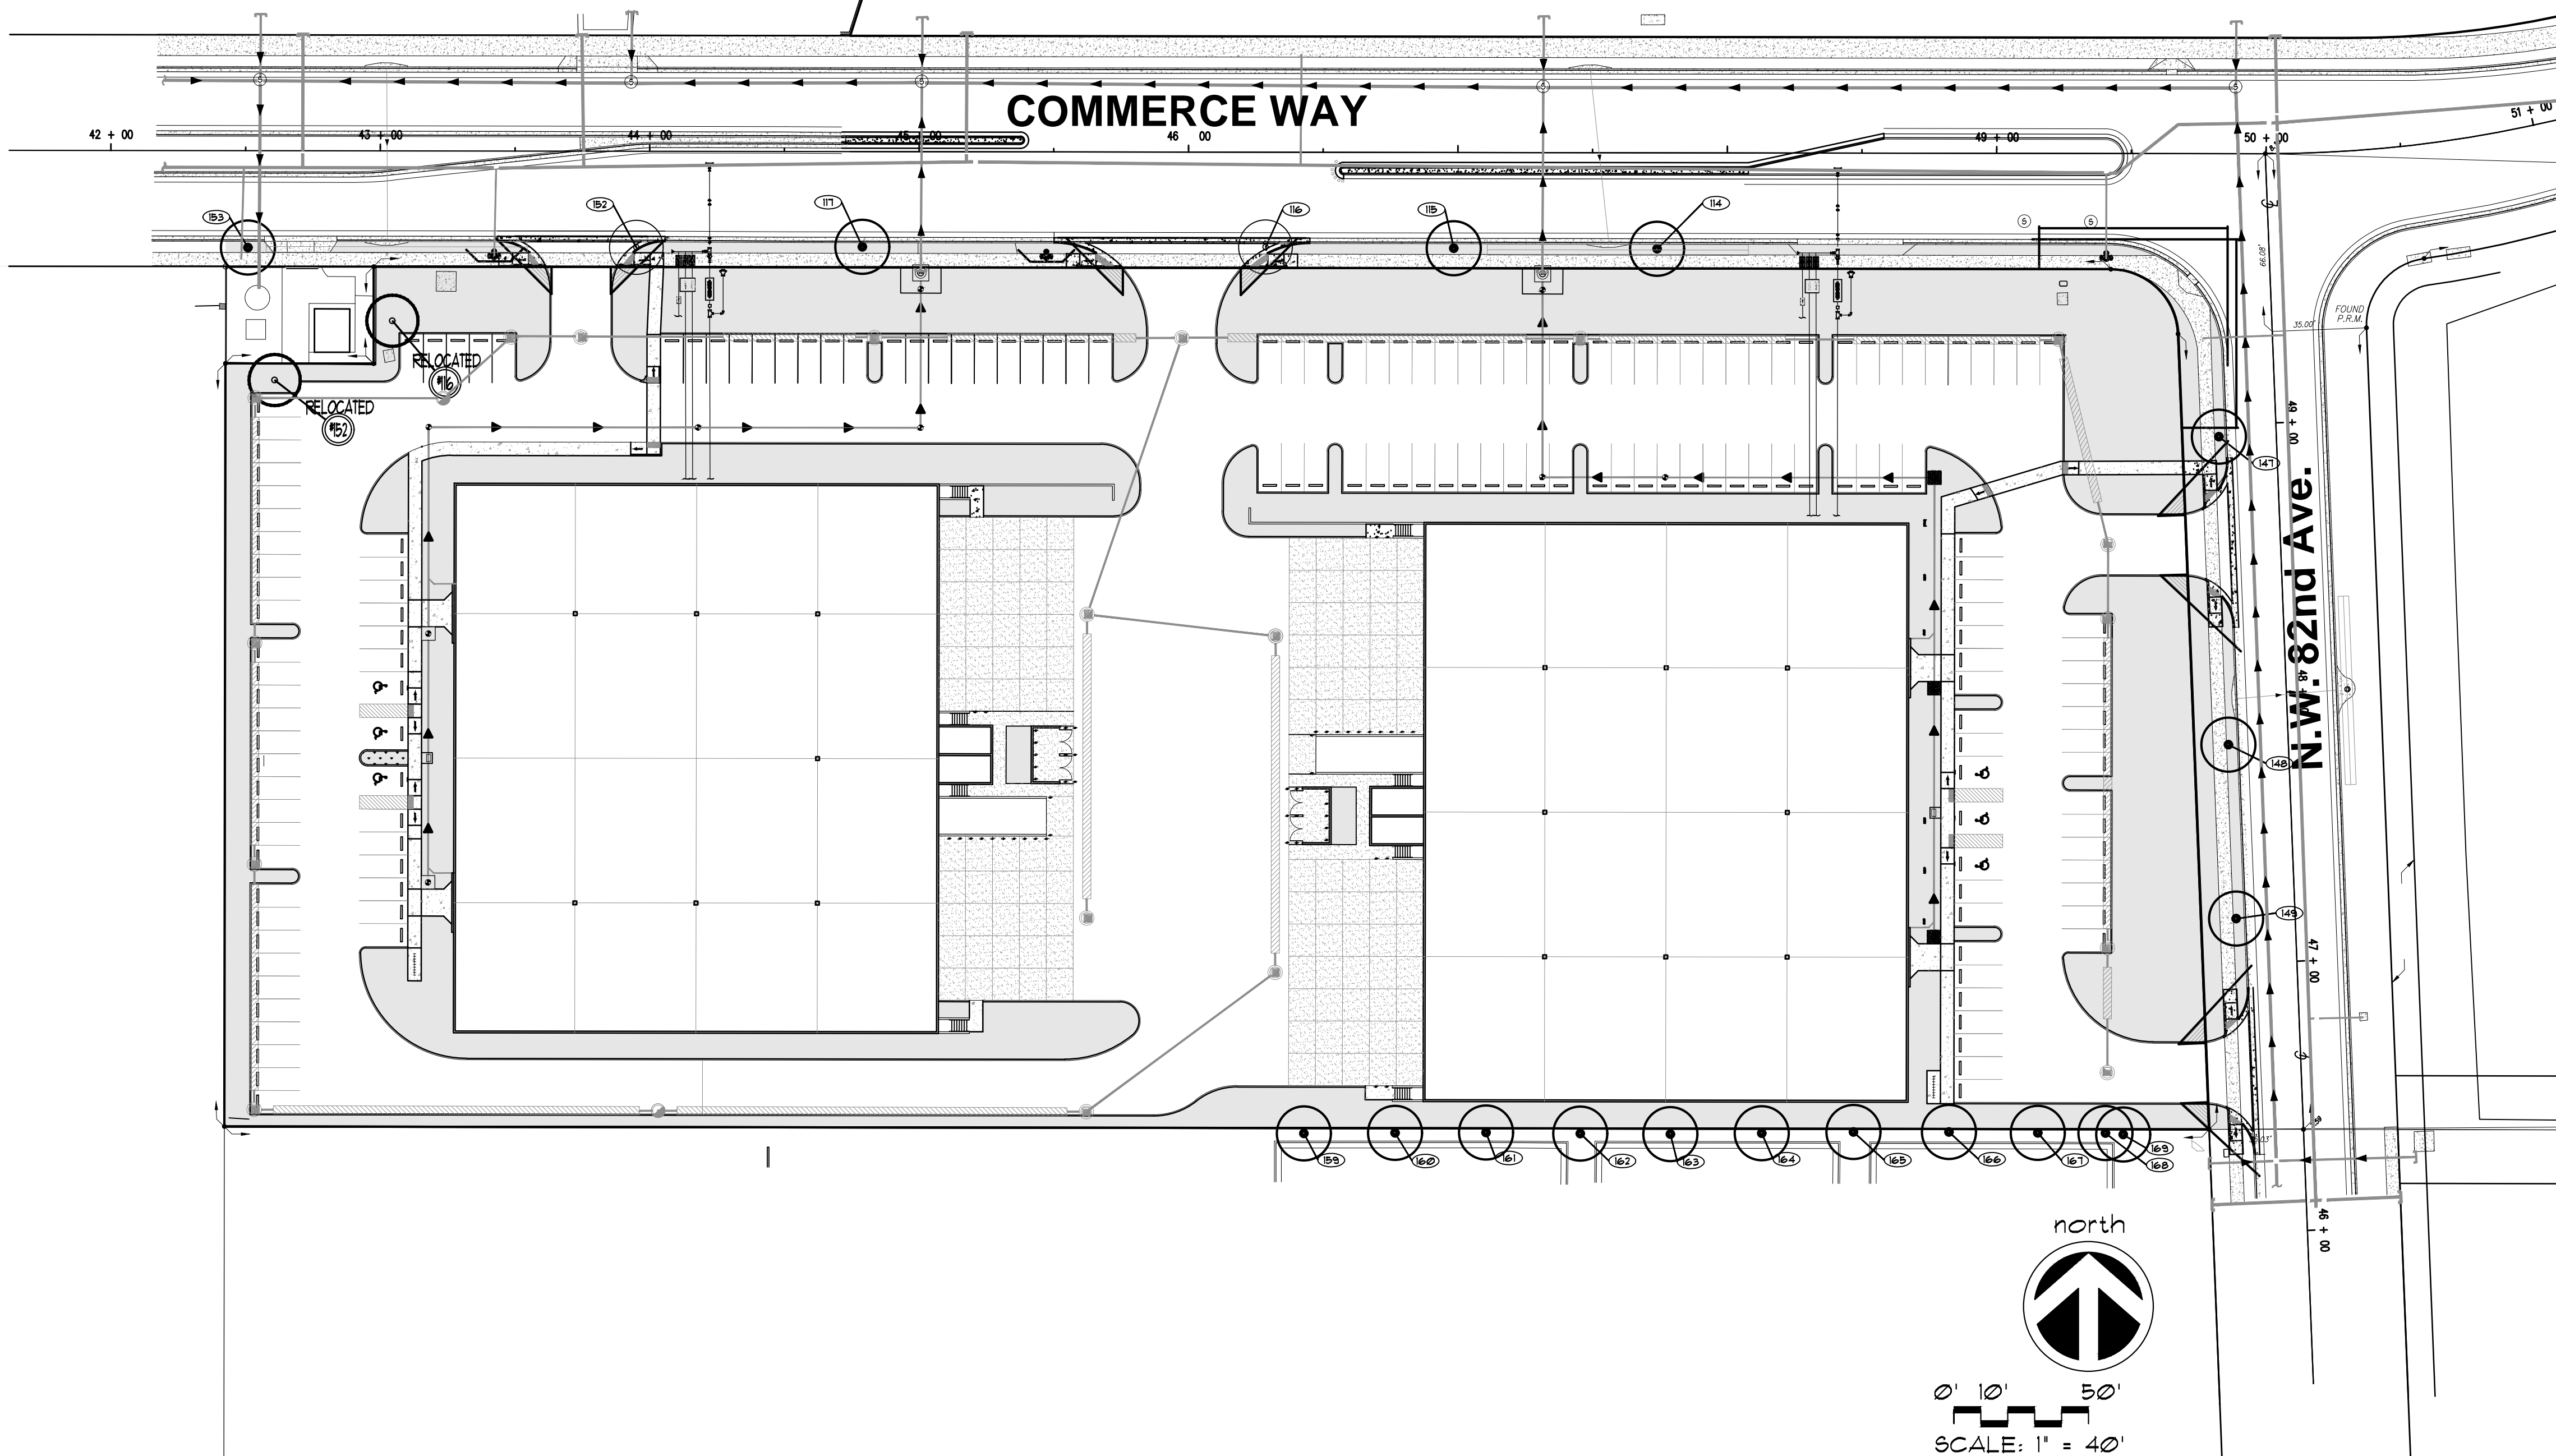 COMMERCE WAY
42 + 00
43 + 00
44 + 00
45 + 00
46 00
49 + 00
50 + 00
51 + 00
153
152
117
116
115
114
S
S
S
S
S
S
S
66.08'
FOUND
P.R.M.
35.00'
RELOCATED
#116
RELOCATED
#152
49 + 00
147
N.W. 82nd Ave.
48 +
148
149
47 + 00
159
160
161
162
163
164
165
166
167
169
168
46 + 00
north
0' 10' 50'
SCALE: 1" = 40'